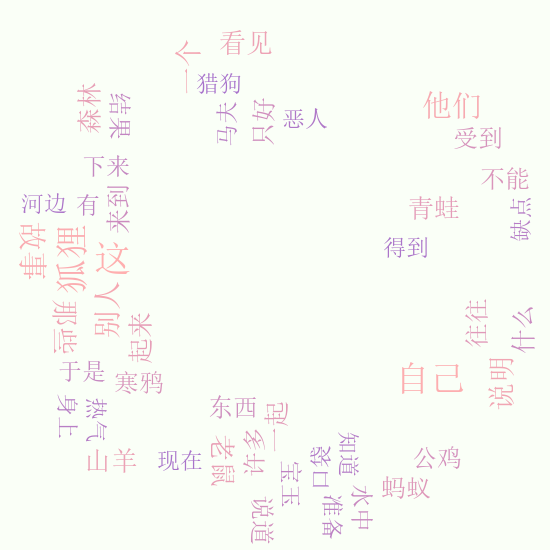 一个
看见
猎狗
森林
结果
马夫
只好
恶人
他们
受到
下来
不能
河边
有
来到
青蛙
缺点
故事
狐狸
这
得到
别人
那些
起来
往往
什么
于是
寒鸦
自己
说明
身上
热气
东西
一起
山羊
现在
老鼠
许多
知道
公鸡
宝玉
袋口
蚂蚁
说道
准备
水中